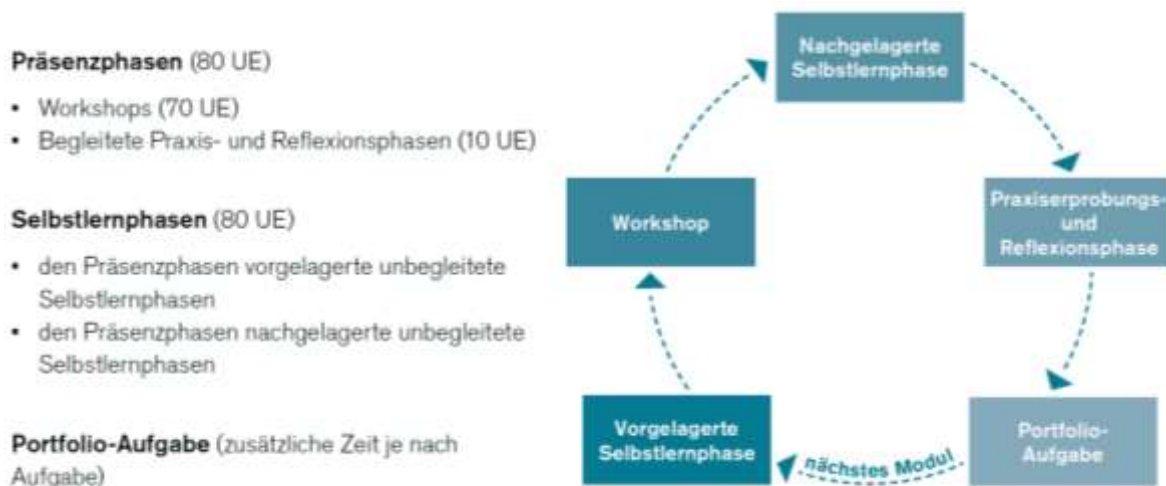 Präsenzphasen (80 UE)
• Workshops (70 UE)
• Begleitete Praxis- und Reflexionsphasen (10 UE)
Selbstlernphasen (80 UE)
• den Präsenzphasen vorgelagerte unbegleitete
Selbstlernphasen
• den Präsenzphasen nachgelagerte unbegleitete
Selbstlernphasen
Portfolio-Aufgabe (zusätzliche Zeit je nach
Aufgabe)
Nachgelagerte
Selbstlernphase
Praxiserprobungs-
und
Reflexionsphase
Portfolio-
Aufgabe
nächstes Modul
Vorgelagerte
Selbstlernphase
Workshop